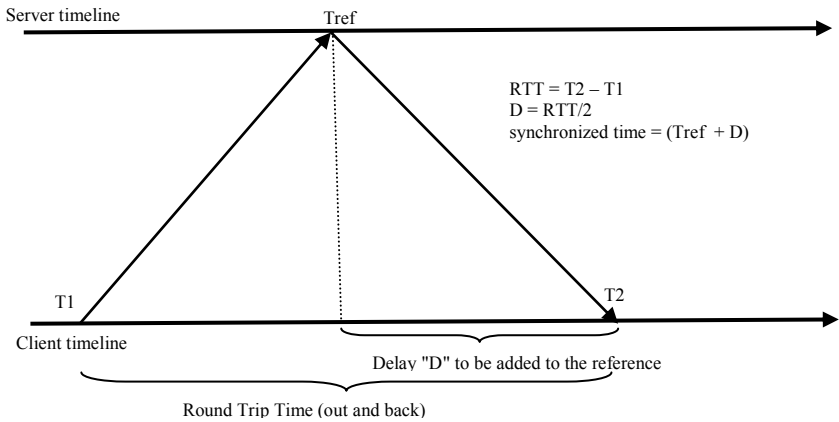 Server timeline
Tref
RTT = T2 – T1
D = RTT/2
synchronized time = (Tref + D)
T1
T2
Client timeline
Delay "D" to be added to the reference
Round Trip Time (out and back)